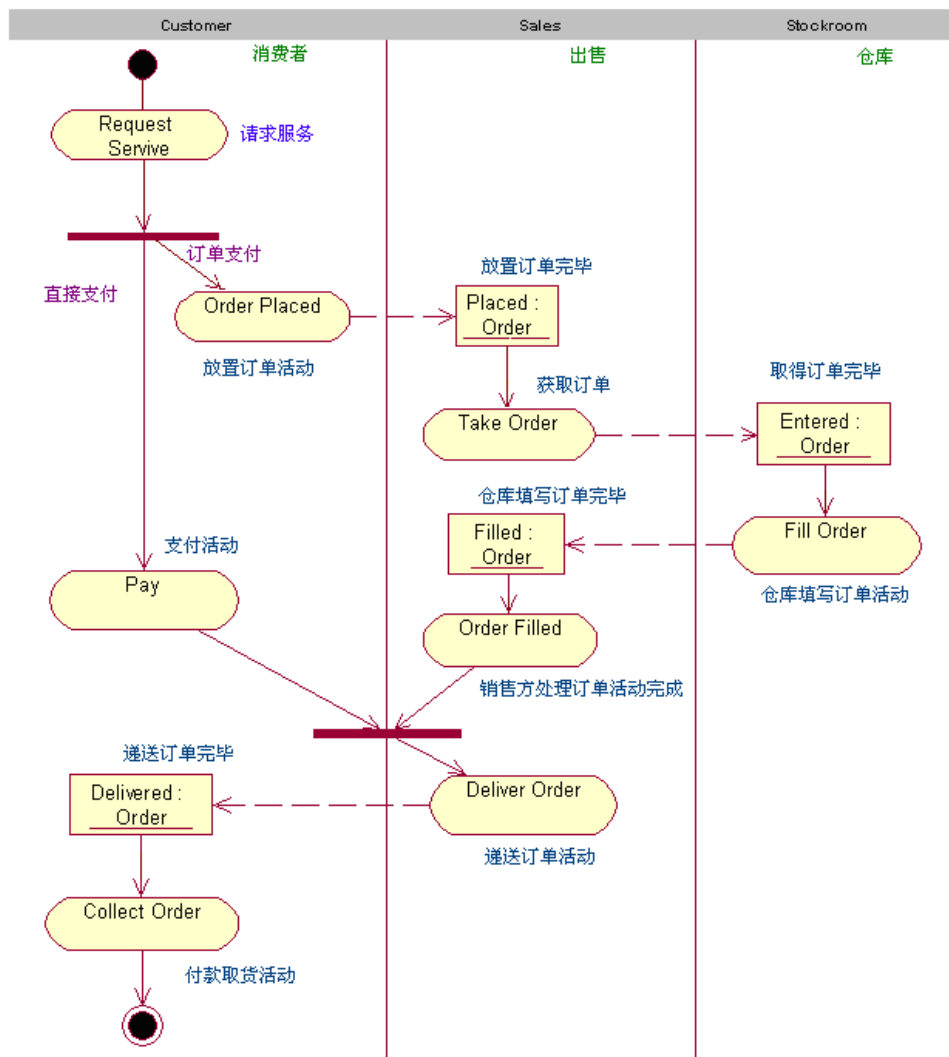 Customer
Sales
Stockroom
消费者
出售
仓库
Request
Servive
请求服务
订单支付
直接支付
放置订单完毕
Order Placed
Placed :
Order
放置订单活动
获取订单
取得订单完毕
Take Order
Entered :
Order
仓库填写订单完毕
Filled :
Order
Fill Order
支付活动
仓库填写订单活动
Pay
Order Filled
销售方处理订单活动完成
递送订单完毕
Delivered :
Order
Deliver Order
递送订单活动
Collect Order
付款取货活动